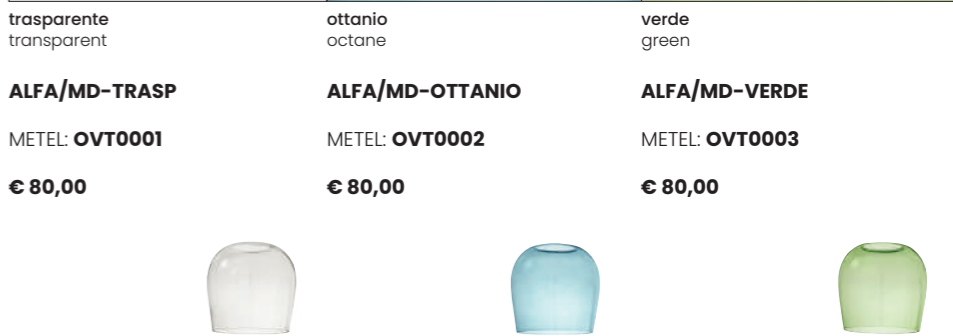 trasparente
transparent
ALFA/MD-TRASP
METEL: OVT0001
€ 80,00
ottanio
octane
ALFA/MD-OTTANIO
METEL: OVT0002
€ 80,00
verde
green
ALFA/MD-VERDE
METEL: OVT0003
€ 80,00